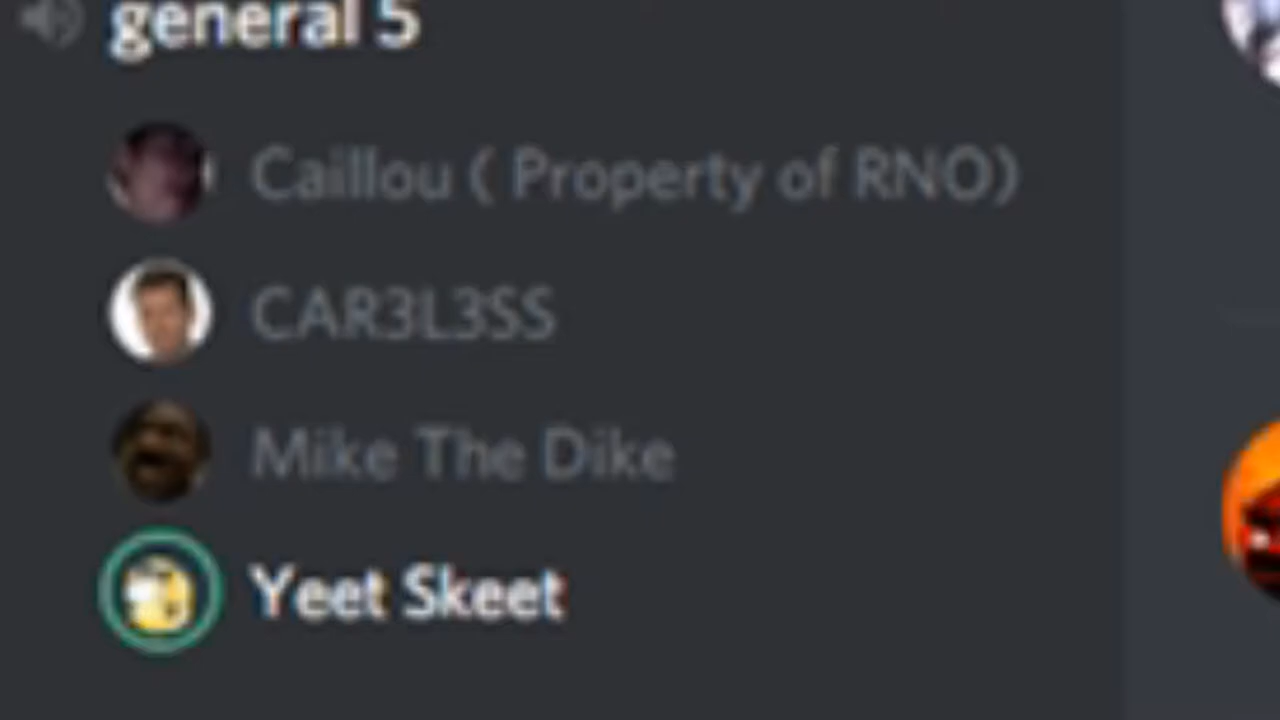 general 5
Caillou ( Property of RNO)
CAR3L3SS
Mike The Dike
Yeet Skeet